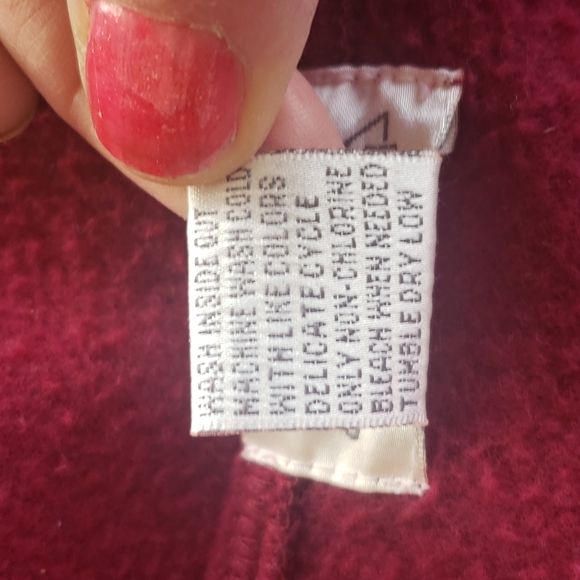 WASH INSIDE OUT
MACHINE WASH COLD
WITH LIKE COLORS
DELICATE CYCLE
ONLY NON-CHLORINE
BLEACH WHEN NEEDED
TUMBLE DRY LOW